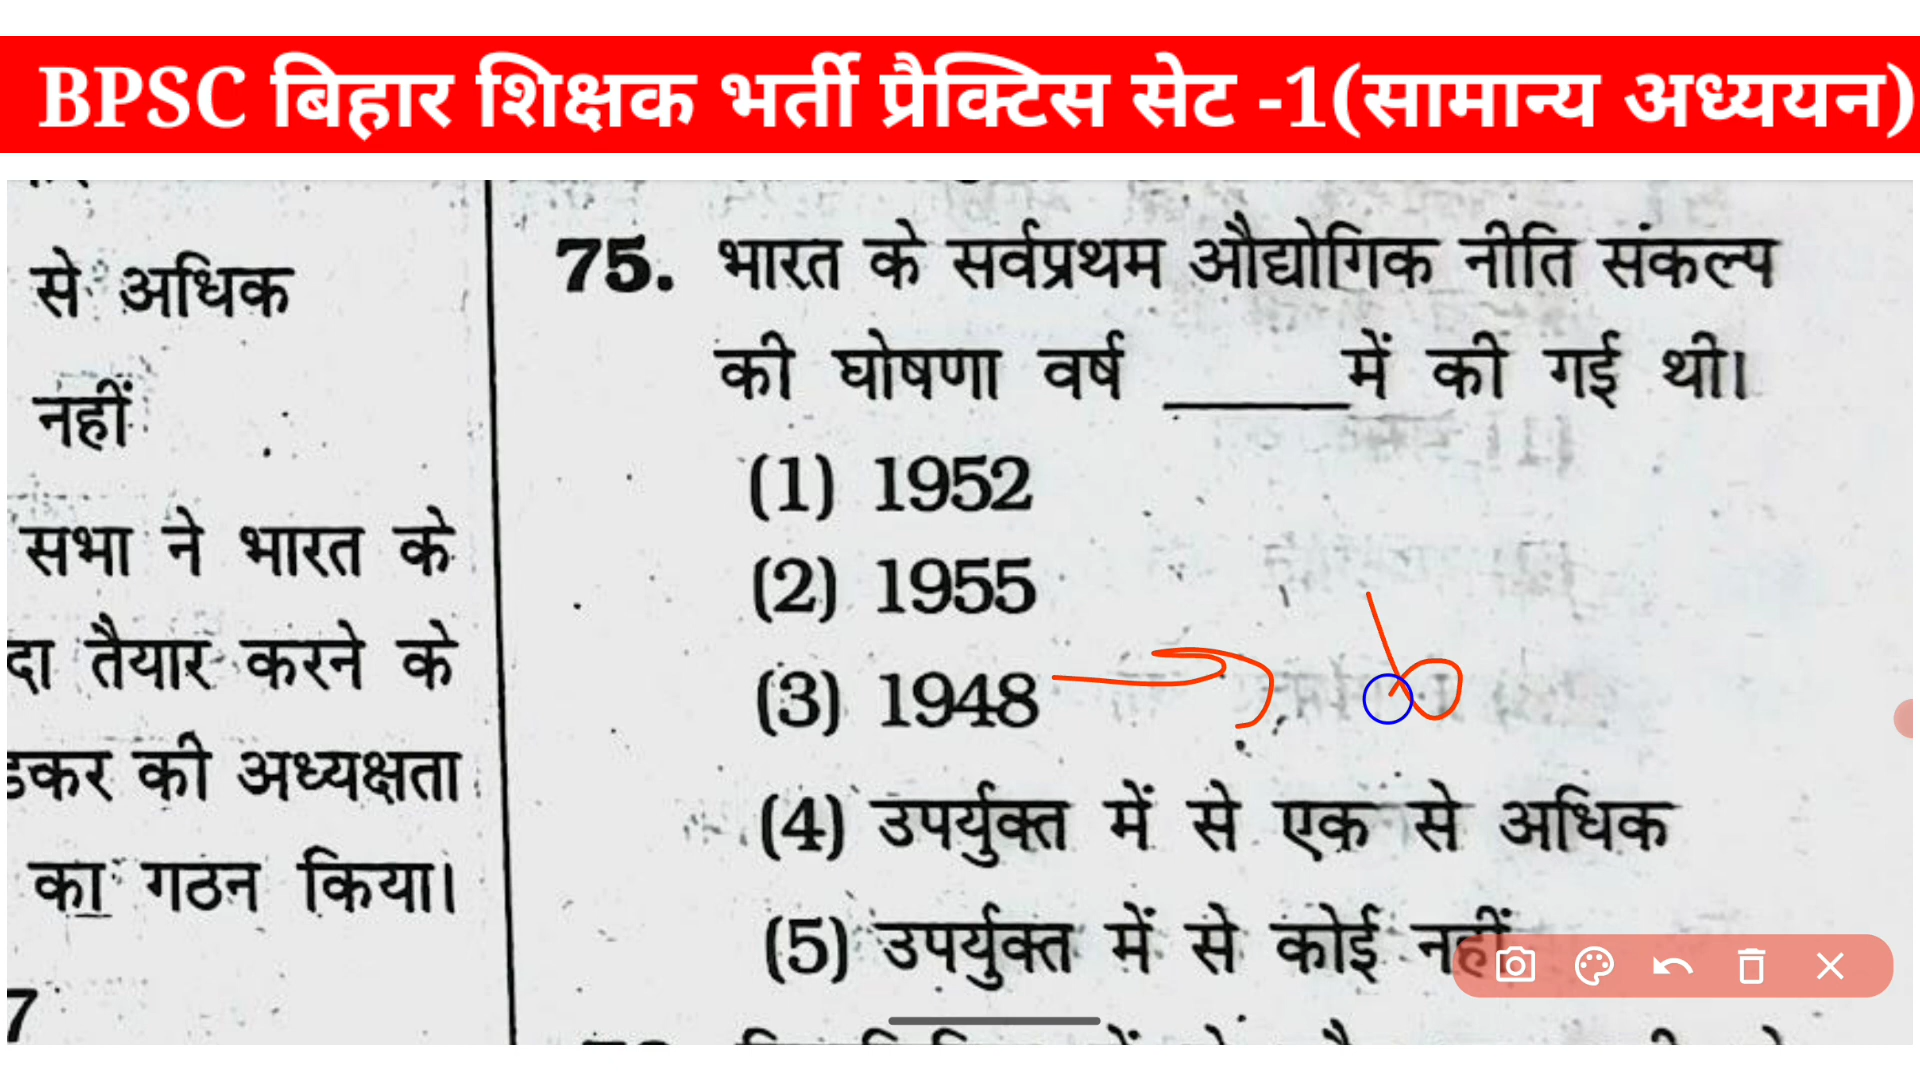 BPSC बिहार शिक्षक भर्ती प्रैक्टिस सेट -1(सामान्य अध्ययन)
से अधिक
नहीं
सभा ने भारत के
दा तैयार करने के
डकर की अध्यक्षता
का गठन किया।
7
75. भारत के सर्वप्रथम औद्योगिक नीति संकल्प
की घोषणा वर्ष _____में की गई थी।
(1) 1952
(2) 1955
(3) 1948
(4) उपर्युक्त में से एक से अधिक
(5) उपर्युक्त में से कोई नहीं